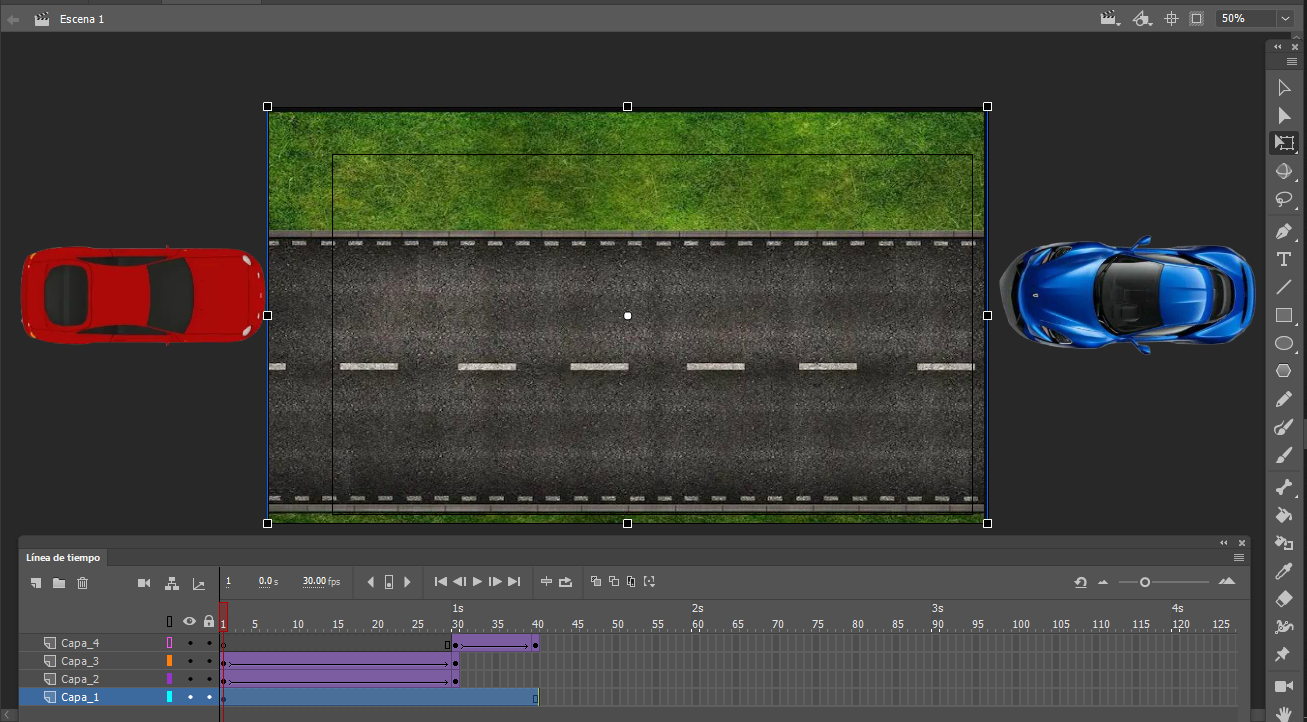 Escena 1
50%
T
Línea de tiempo
1 0.0 s 30.00 fps
1s 2s 3s 4s
1 5 10 15 20 25 30 35 40 45 50 55 60 65 70 75 80 85 90 95 100 105 110 115 120 125
Capa_4
Capa_3
Capa_2
Capa_1